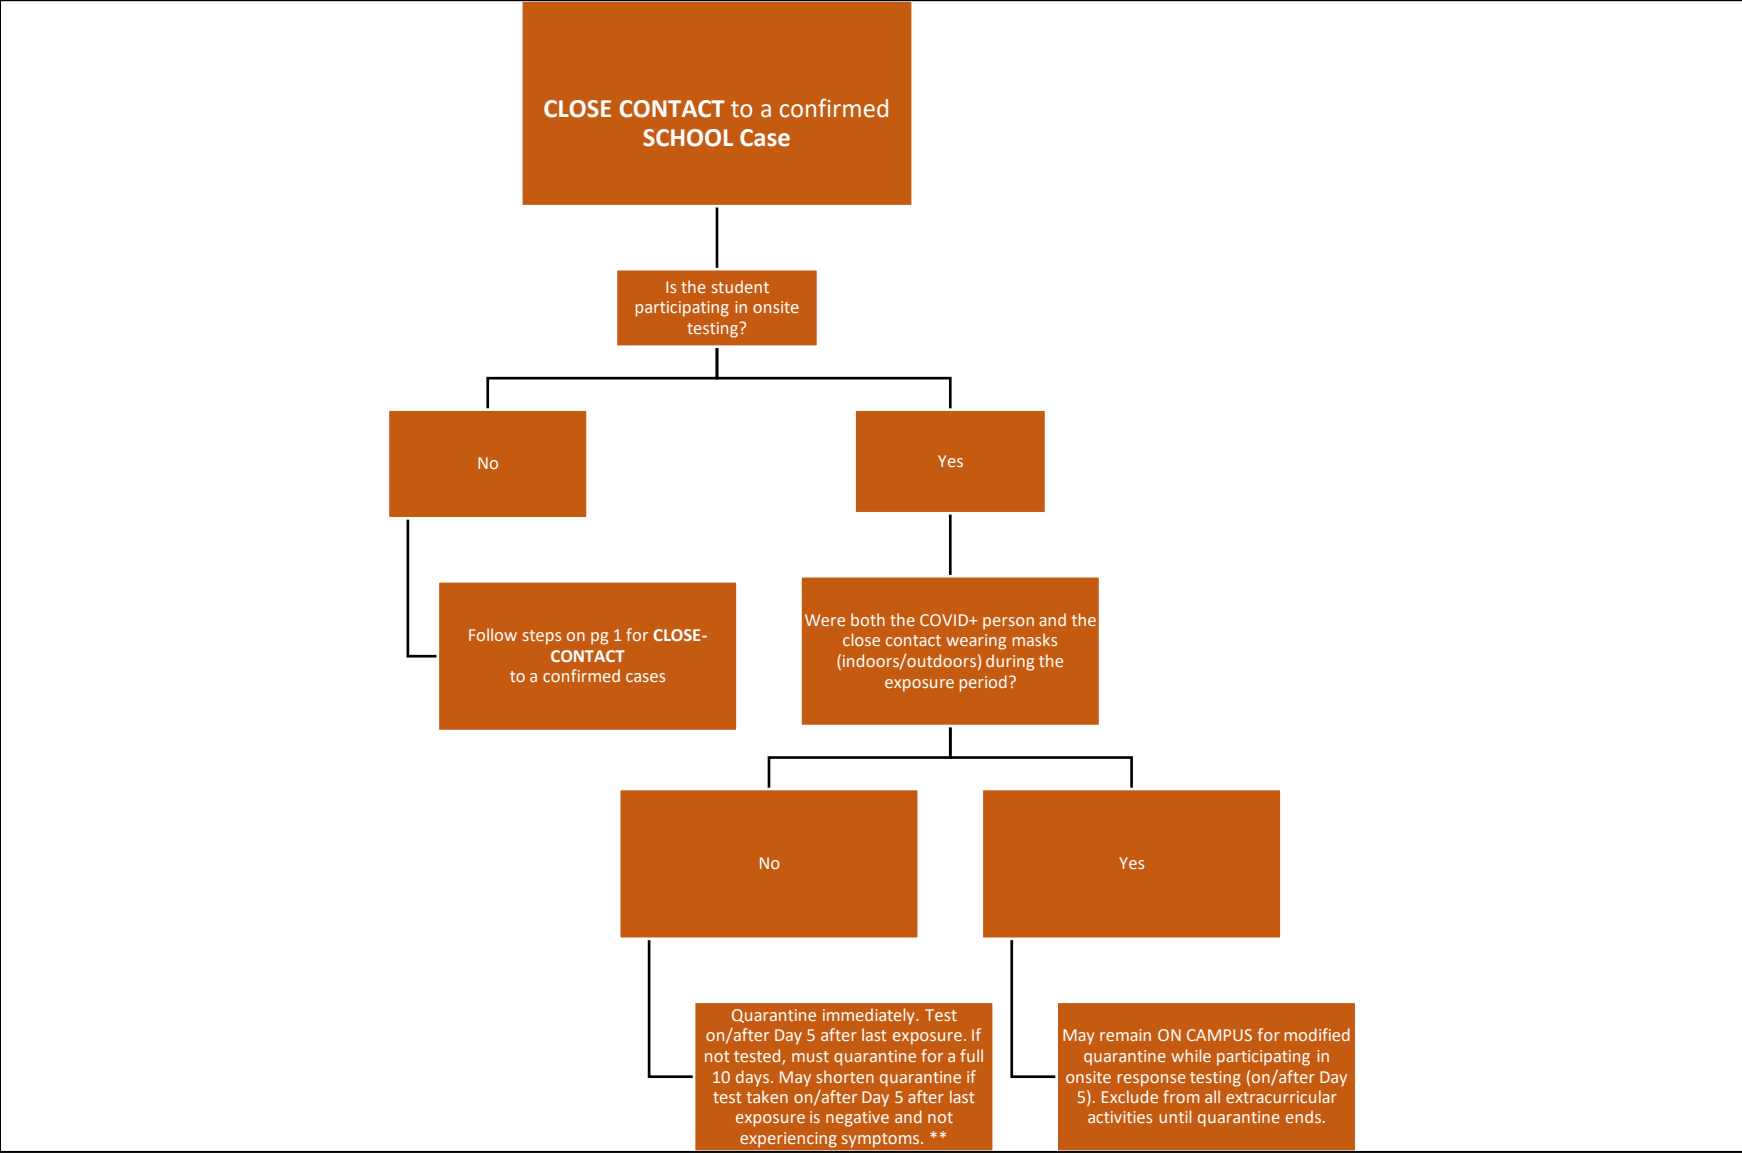 CLOSE CONTACT to a confirmed
SCHOOL Case
Is the student
participating in onsite
testing?
No
Yes
Follow steps on pg 1 for CLOSE-
CONTACT
to a confirmed cases
Were both the COVID+ person and the
close contact wearing masks
(indoors/outdoors) during the
exposure period?
No
Yes
Quarantine immediately. Test
on/after Day 5 after last exposure. If
not tested, must quarantine for a full
10 days. May shorten quarantine if
test taken on/after Day 5 after last
exposure is negative and not
experiencing symptoms. **
May remain ON CAMPUS for modified
quarantine while participating in
onsite response testing (on/after Day
5). Exclude from all extracurricular
activities until quarantine ends.